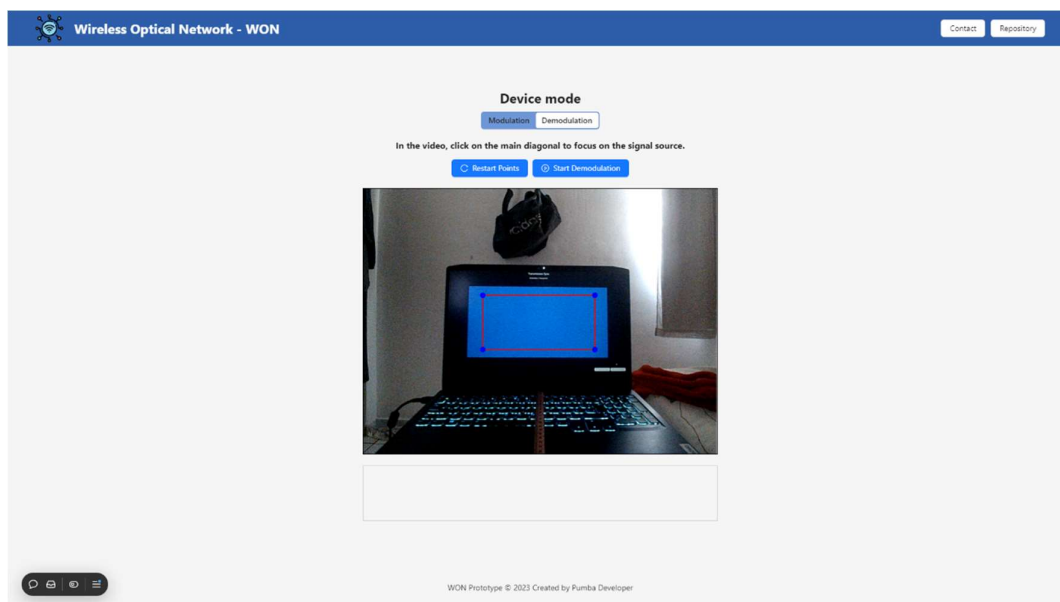 Wireless Optical Network - WON
Contact
Repository
Device mode
Modulation
Demodulation
In the video, click on the main diagonal to focus on the signal source.
Restart Points
Start Demodulation
WON Prototype © 2023 Created by Pumba Developer